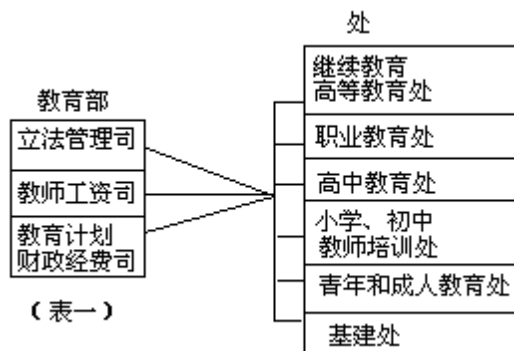 处
继续教育
高等教育处
职业教育处
高中教育处
小学、初中
教师培训处
青年和成人教育处
基建处
教育部
立法管理司
教师工资司
教育计划
财政经费司
（表一）